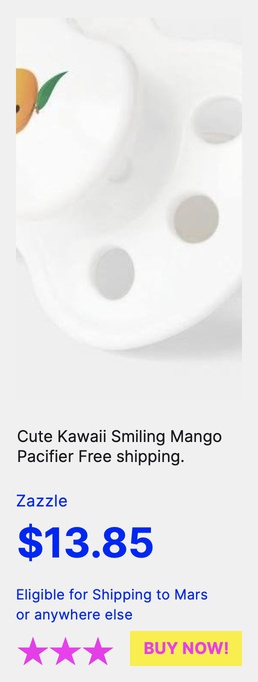 Cute Kawaii Smiling Mango
Pacifier Free shipping.
Zazzle
$13.85
Eligible for Shipping to Mars
or anywhere else
BUY NOW!